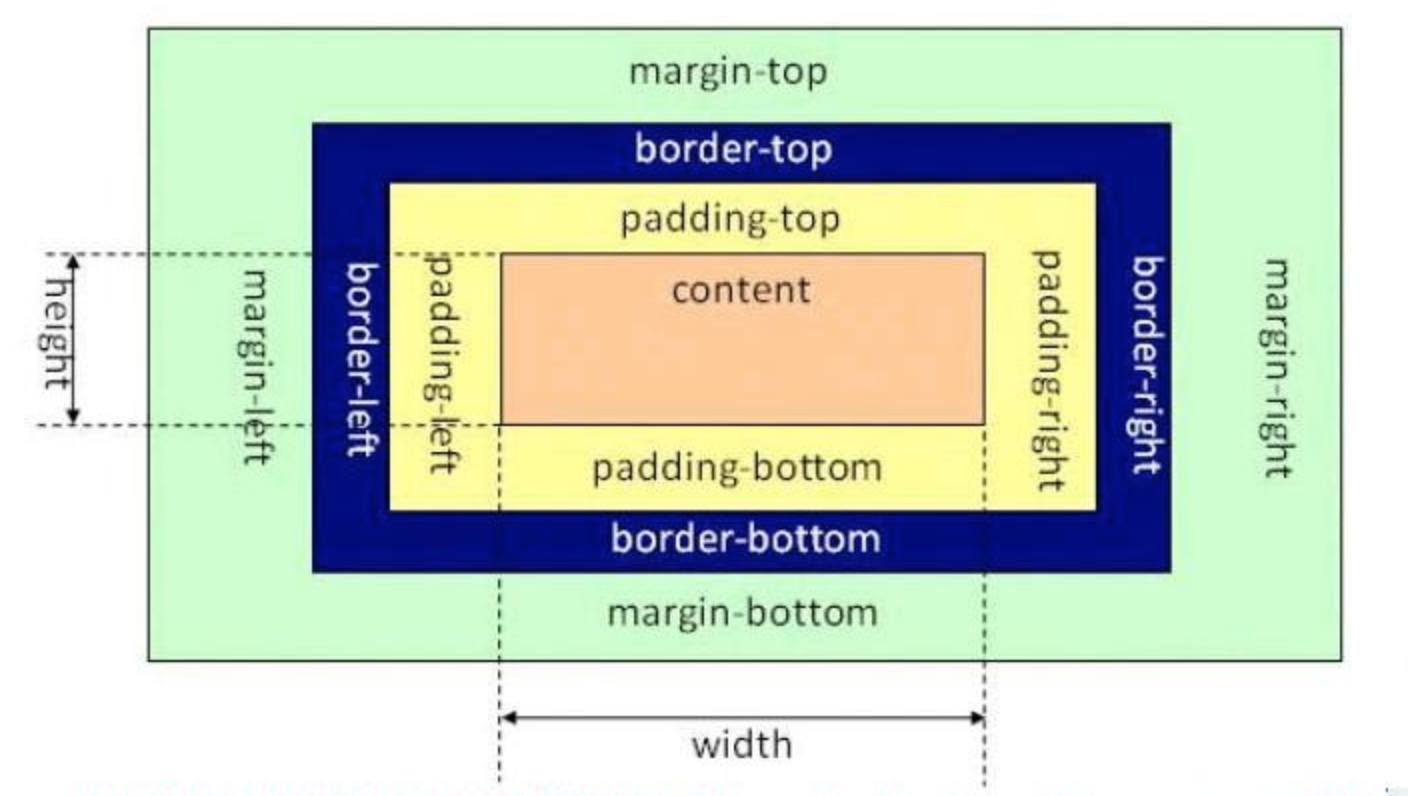 margin-top
border-top
padding-top
content
height
margin-left
border-left
padding-left
padding-right
border-right
margin-right
padding-bottom
border-bottom
margin-bottom
width